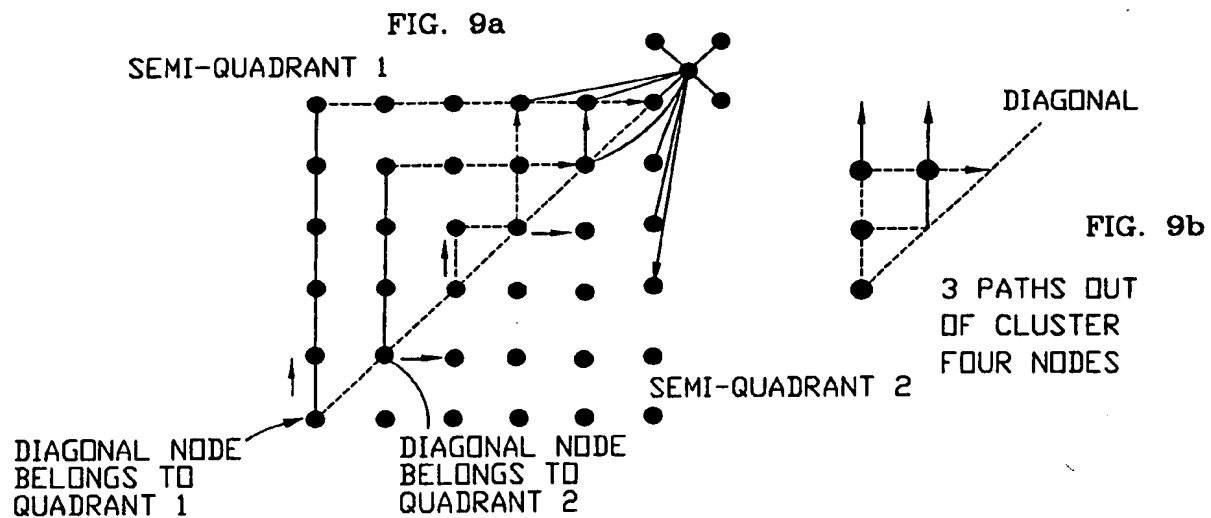 FIG. 9a
SEMI-QUADRANT 1
DIAGONAL
FIG. 9b
3 PATHS OUT
OF CLUSTER
FOUR NODES
SEMI-QUADRANT 2
DIAGONAL NODE
BELONGS TO
QUADRANT 1
DIAGONAL NODE
BELONGS TO
QUADRANT 2